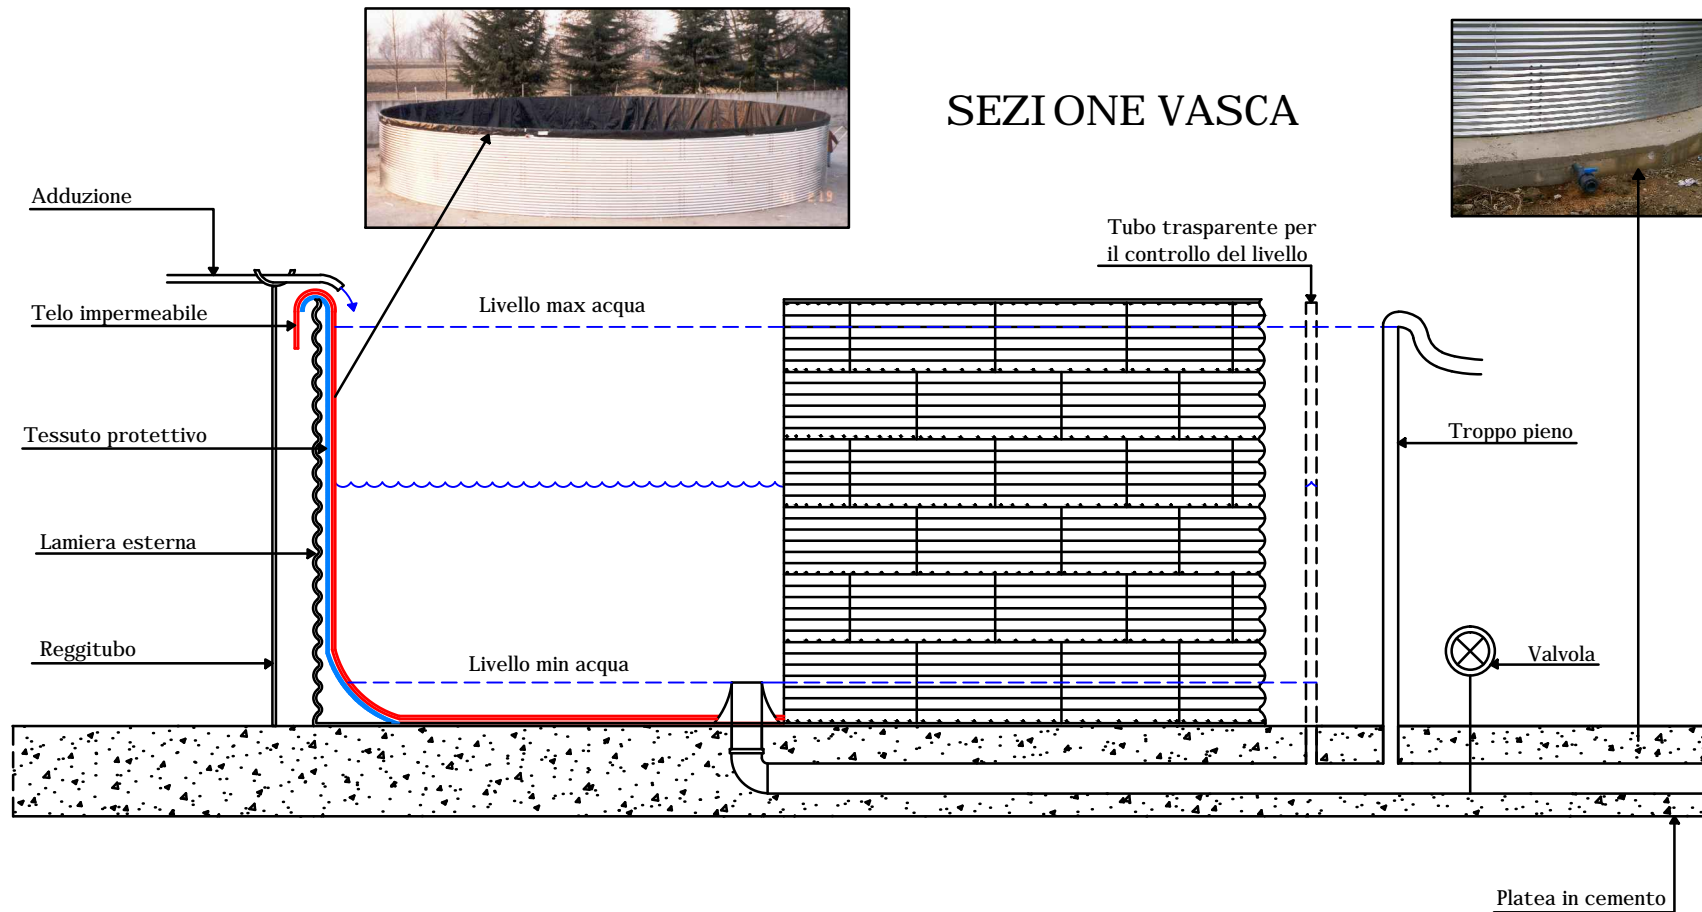 SEZIONE VASCA
Adduzione
Tubo trasparente per
il controllo del livello
Telo impermeabile
Livello max acqua
Tessuto protettivo
Troppo pieno
Lamiera esterna
Reggitubo
Livello min acqua
Valvola
Platea in cemento